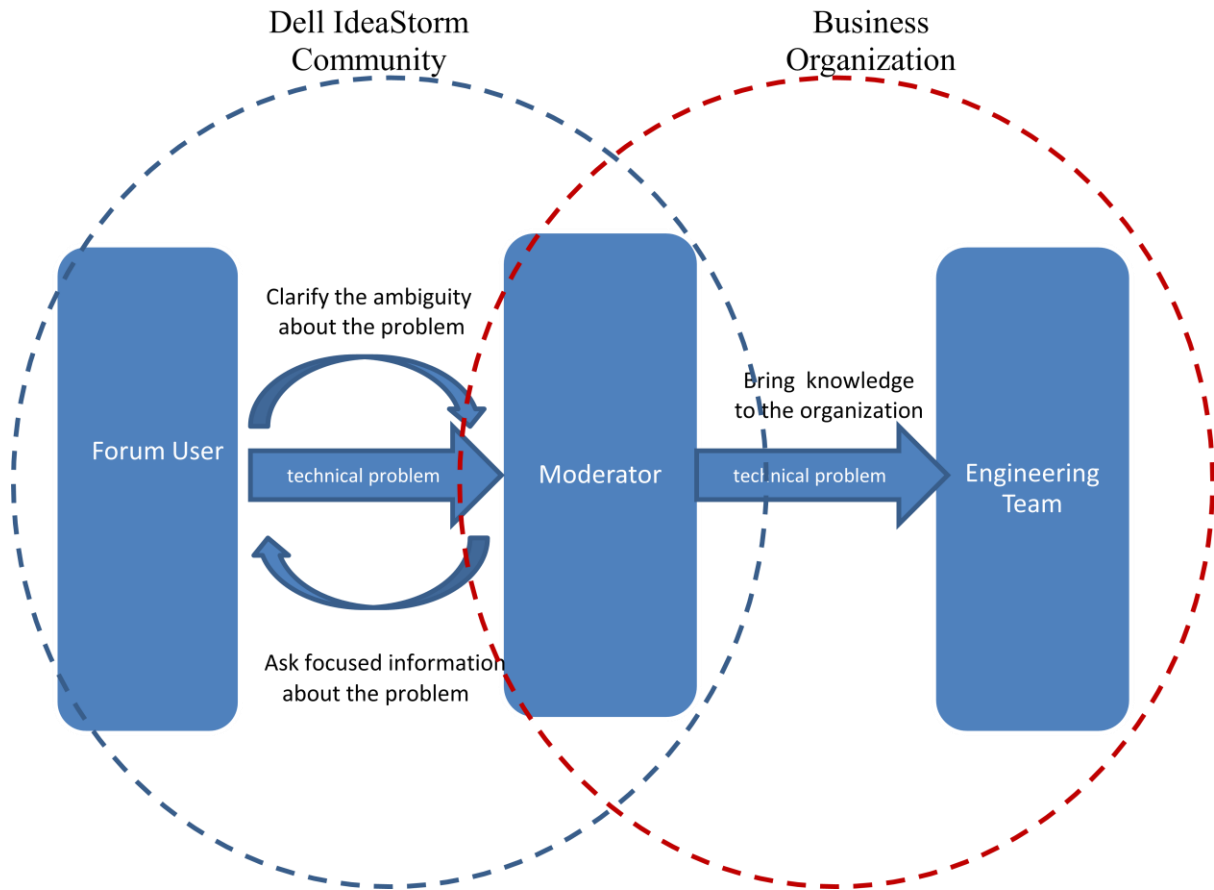 Dell IdeaStorm
Community
Business
Organization
Clarify the ambiguity
about the problem
Bring knowledge
to the organization
Forum User
technical problem
Moderator
technical problem
Engineering
Team
Ask focused information
about the problem